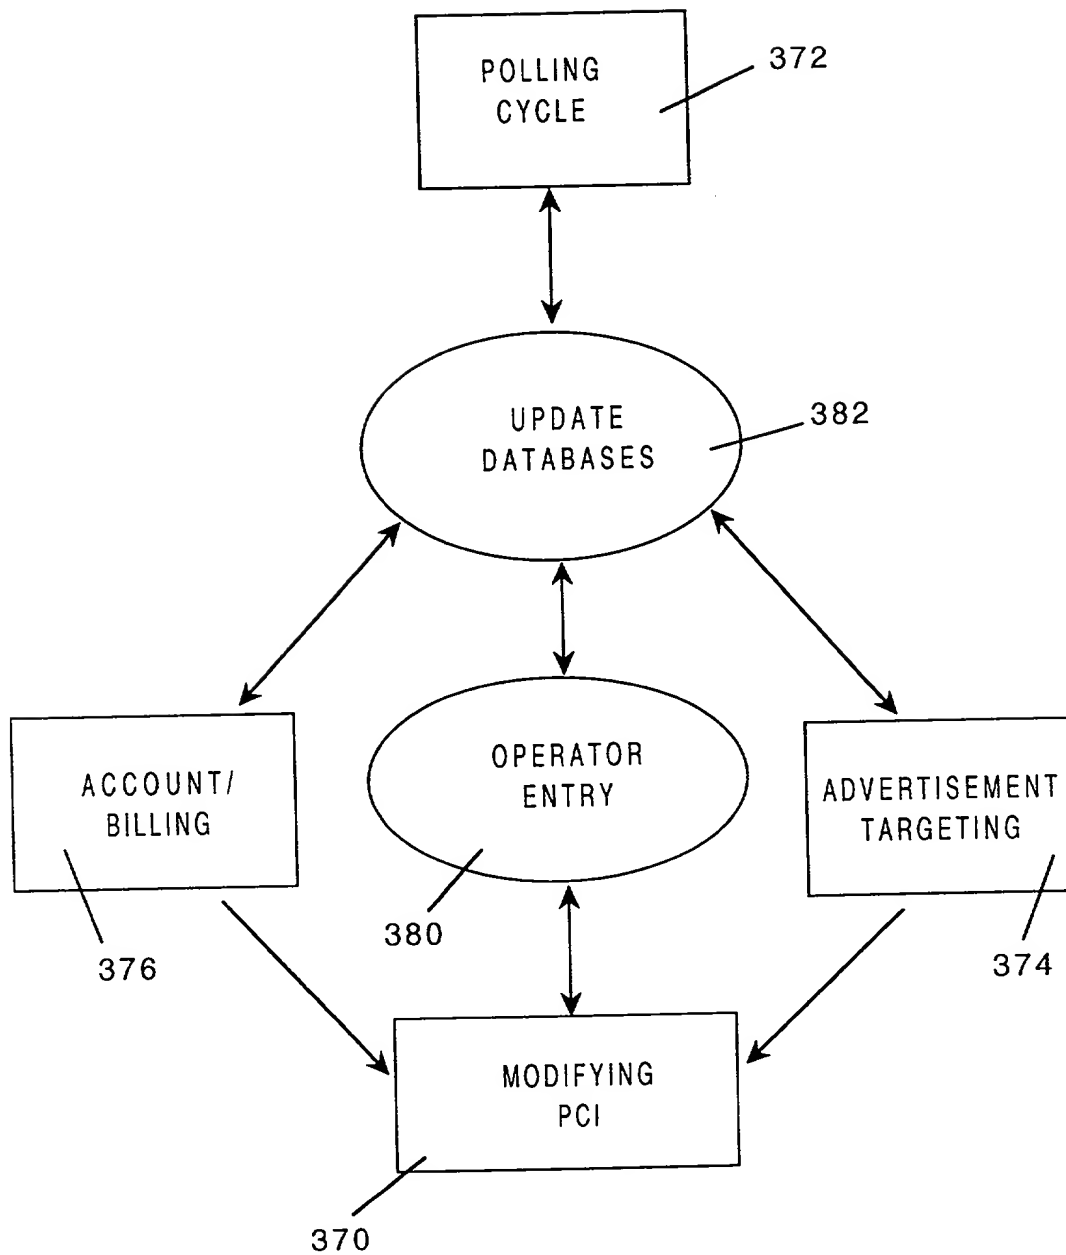 POLLING
CYCLE
372
UPDATE
DATABASES
382
ACCOUNT/
BILLING
376
OPERATOR
ENTRY
380
ADVERTISEMENT
TARGETING
374
MODIFYING
PCI
370